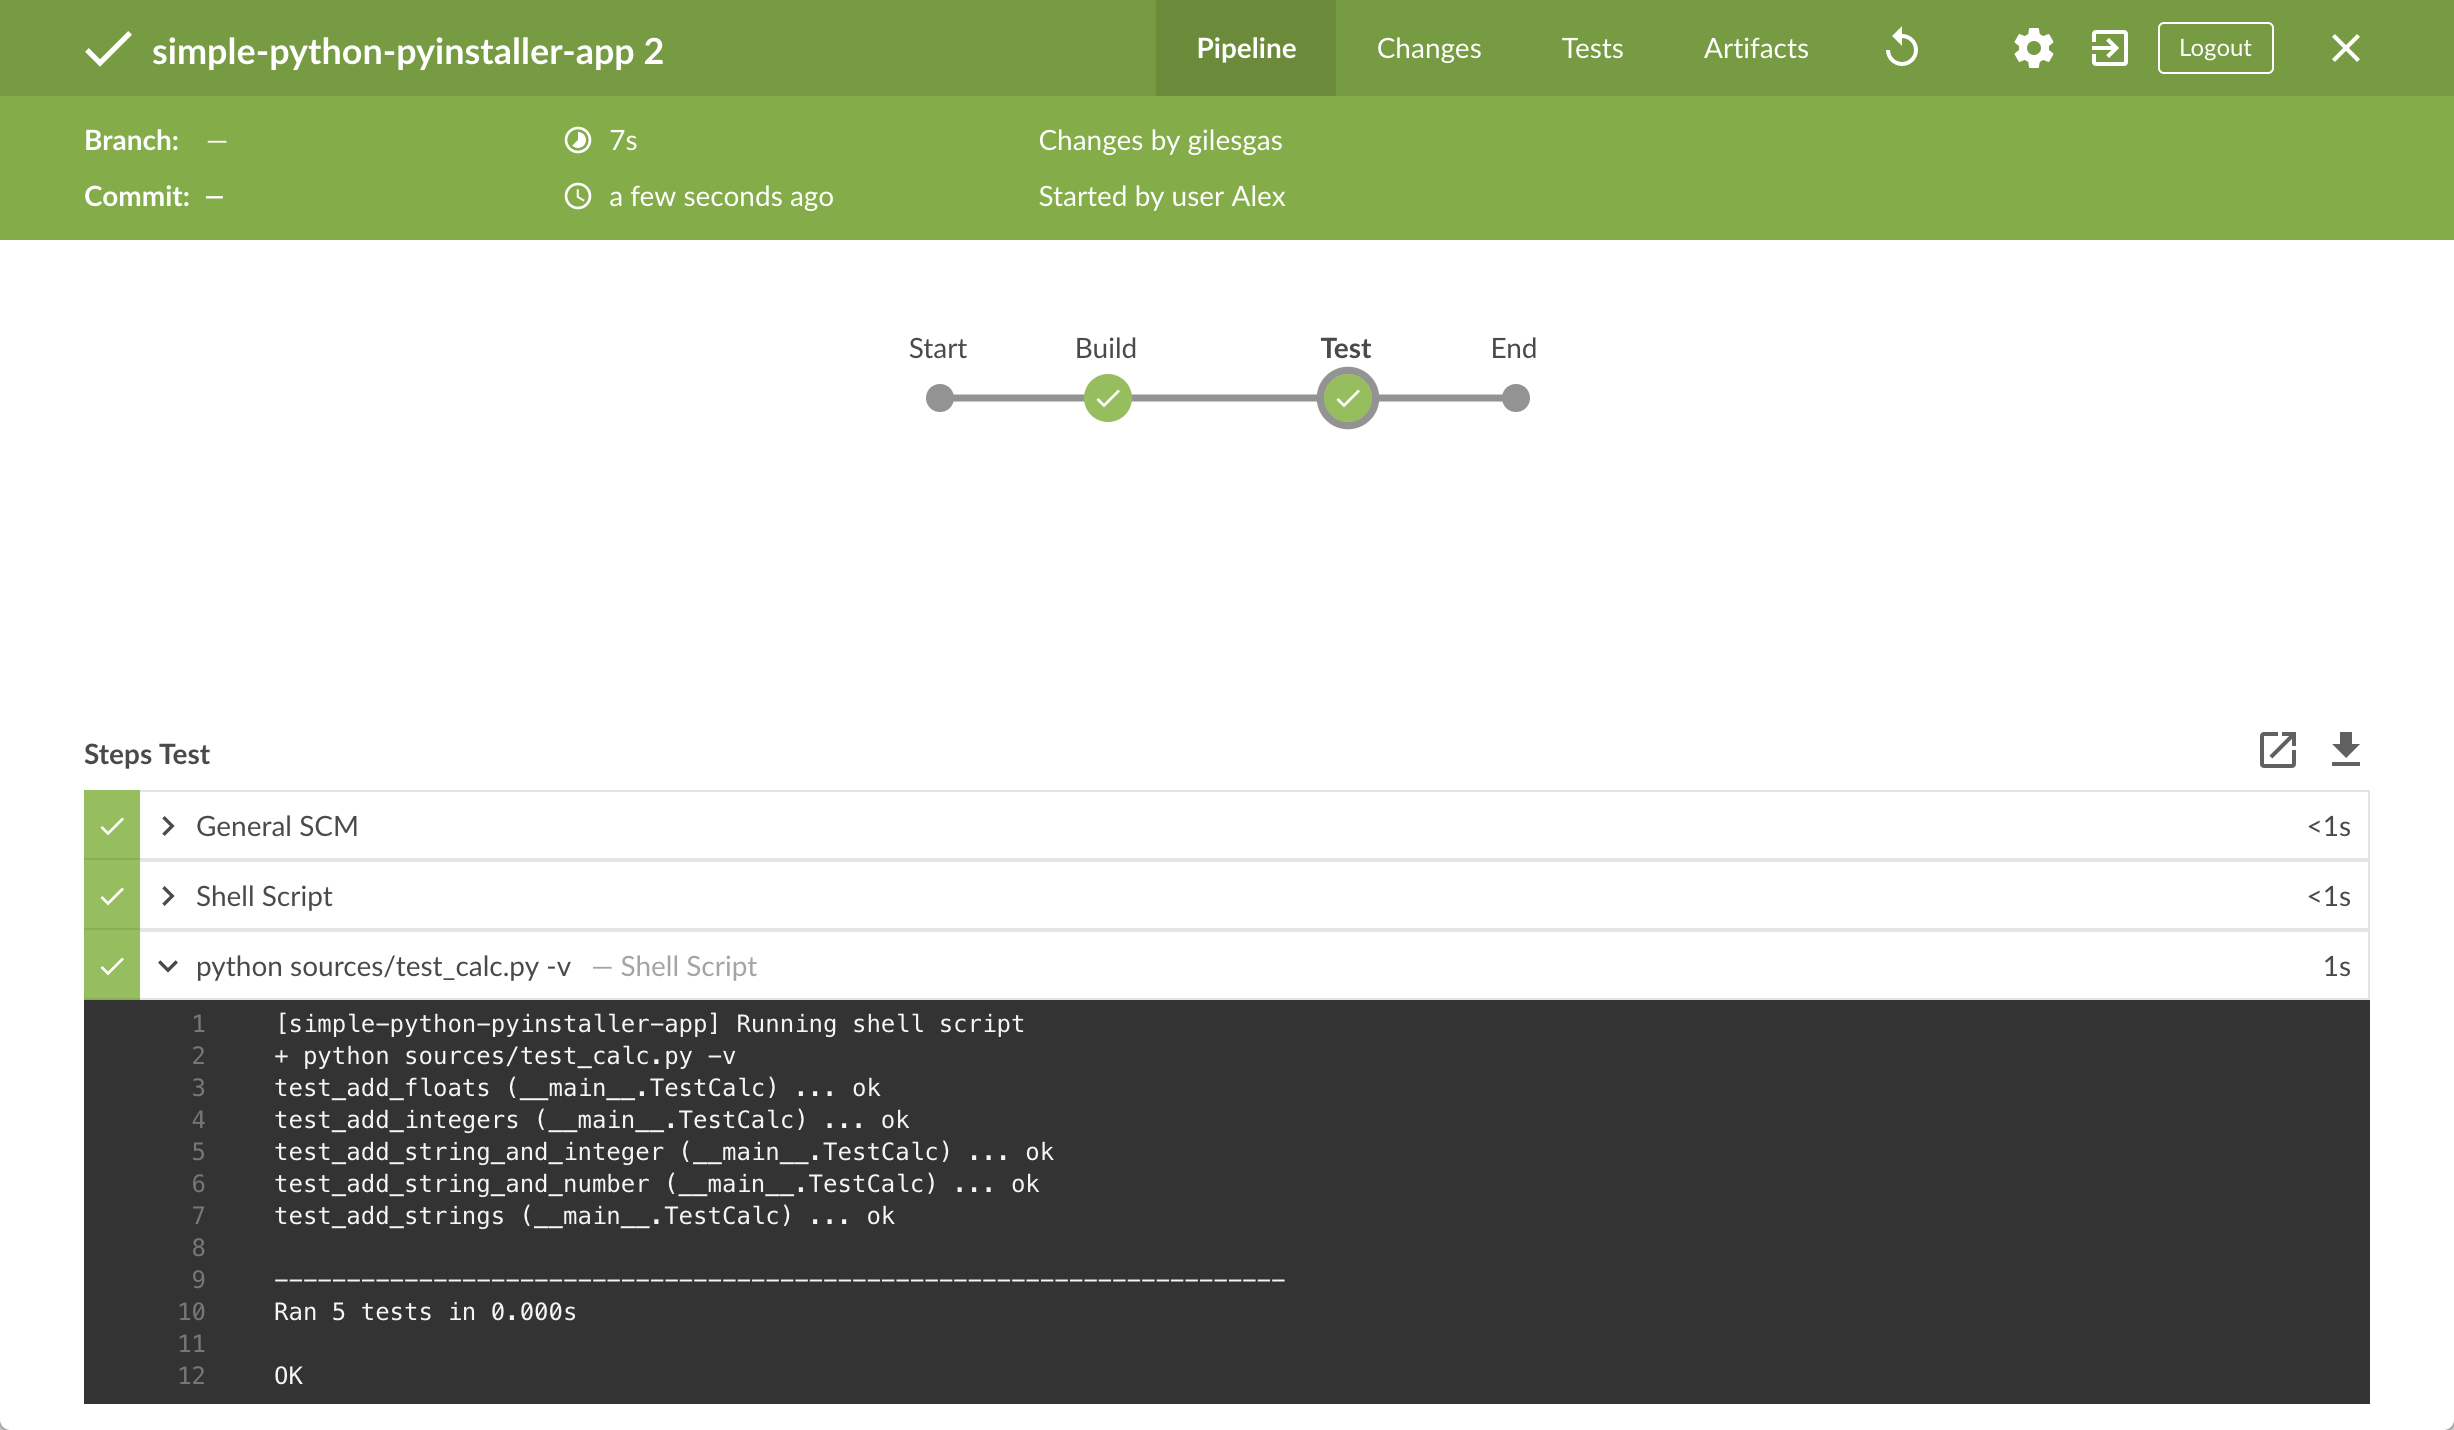 simple-python-pyinstaller-app 2
Pipeline Changes Tests Artifacts Logout
Branch: — 7s Changes by gilesgas
Commit: — a few seconds ago Started by user Alex
Start Build Test End
Steps Test
General SCM <1s
Shell Script <1s
python sources/test_calc.py -v — Shell Script 1s
1 [simple-python-pyinstaller-app] Running shell script
2 + python sources/test_calc.py -v
3 test_add_floats (__main__.TestCalc) ... ok
4 test_add_integers (__main__.TestCalc) ... ok
5 test_add_string_and_integer (__main__.TestCalc) ... ok
6 test_add_string_and_number (__main__.TestCalc) ... ok
7 test_add_strings (__main__.TestCalc) ... ok
8
9 ----------------------------------------------------------------------
10 Ran 5 tests in 0.000s
11
12 OK